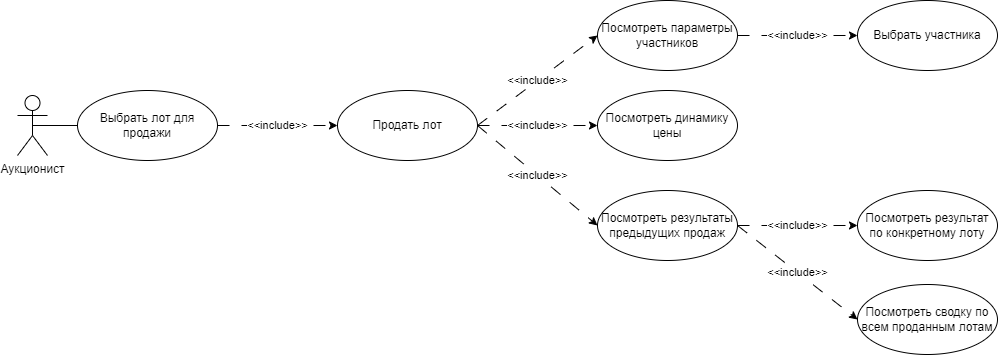 Посмотреть параметры
участников
<<include>>
Выбрать участника
<<include>>
Выбрать лот для
продажи
<<include>>
Продать лот
<<include>>
Посмотреть динамику
цены
Аукционист
<<include>>
Посмотреть результаты
предыдущих продаж
<<include>>
Посмотреть результат
по конкретному лоту
<<include>>
Посмотреть сводку по
всем проданным лотам